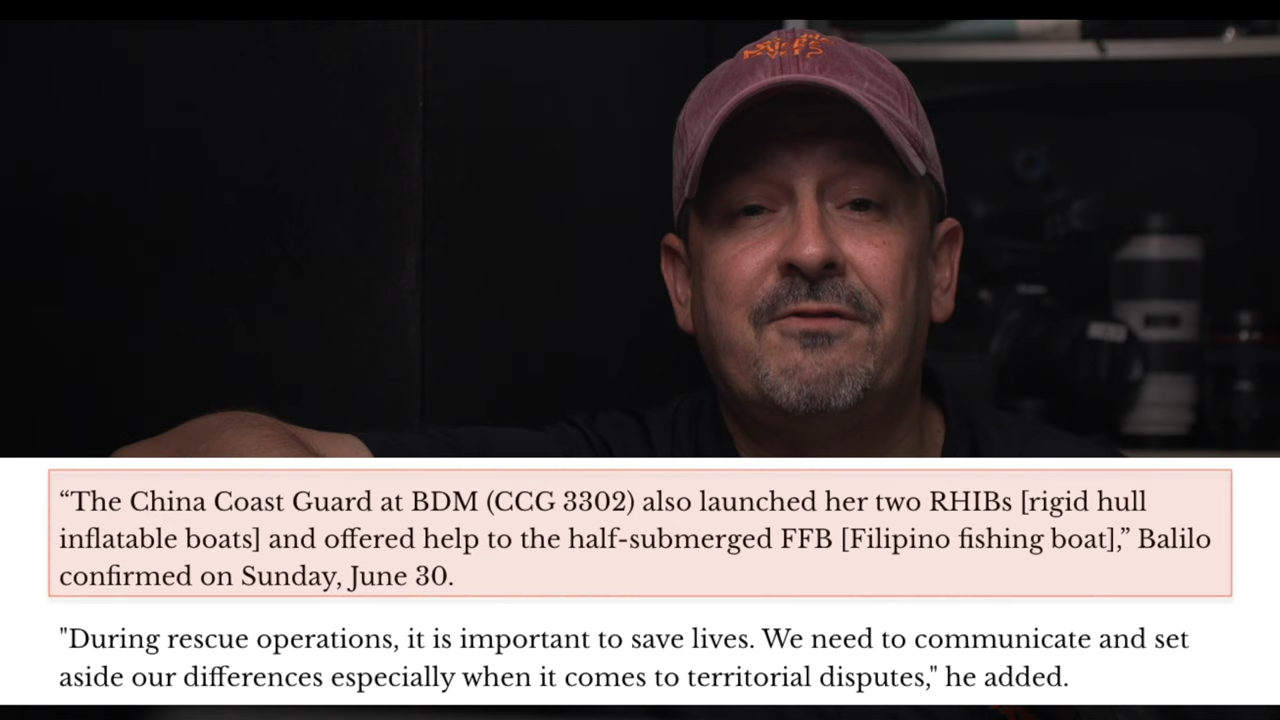 “The China Coast Guard at BDM (CCG 3302) also launched her two RHIBs [rigid hull
inflatable boats] and offered help to the half-submerged FFB [Filipino fishing boat],” Balilo
confirmed on Sunday, June 30.
"During rescue operations, it is important to save lives. We need to communicate and set
aside our differences especially when it comes to territorial disputes," he added.